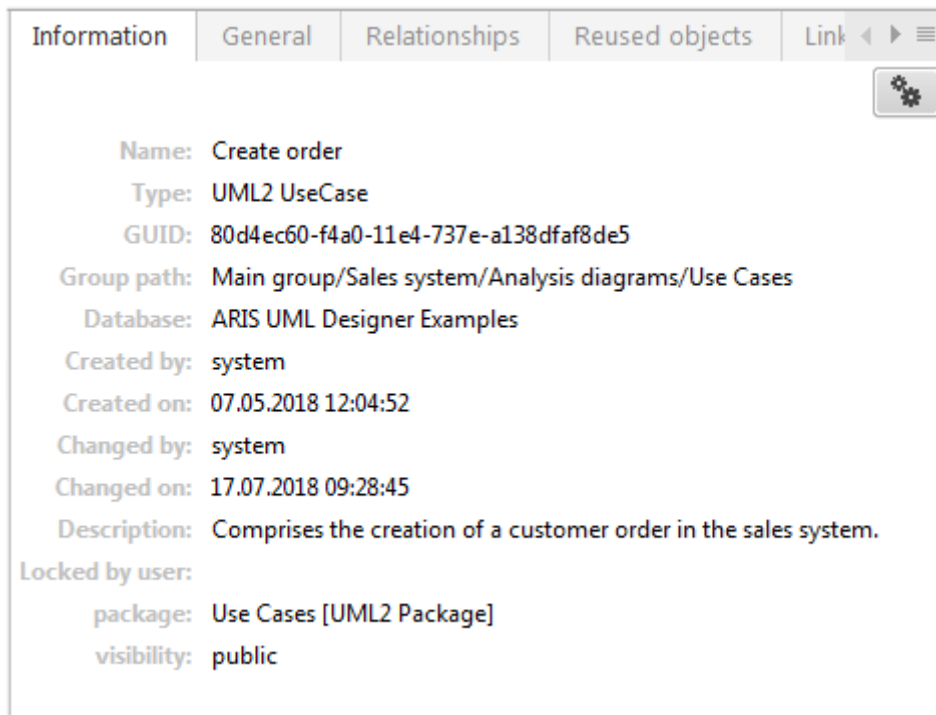 Information General Relationships Reused objects Link
Name: Create order
Type: UML2 UseCase
GUID: 80d4ec60-f4a0-11e4-737e-a138dfaf8de5
Group path: Main group/Sales system/Analysis diagrams/Use Cases
Database: ARIS UML Designer Examples
Created by: system
Created on: 07.05.2018 12:04:52
Changed by: system
Changed on: 17.07.2018 09:28:45
Description: Comprises the creation of a customer order in the sales system.
Locked by user:
package: Use Cases [UML2 Package]
visibility: public